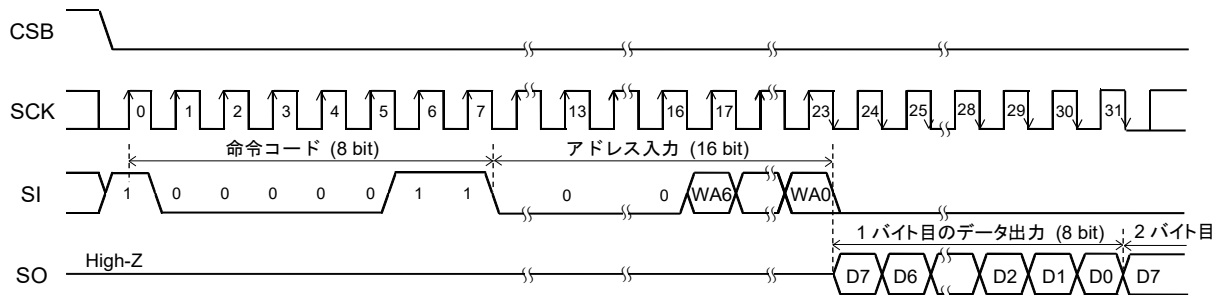 CSB
SCK 0 1 2 3 4 5 6 7 13 16 17 23 24 25 28 29 30 31
命令コード (8 bit) アドレス入力 (16 bit)
SI 1 0 0 0 0 0 1 1 0 0 WA6 WA0
1 バイト目のデータ出力 (8 bit) 2 バイト目
High-Z
SO D7 D6 D2 D1 D0 D7